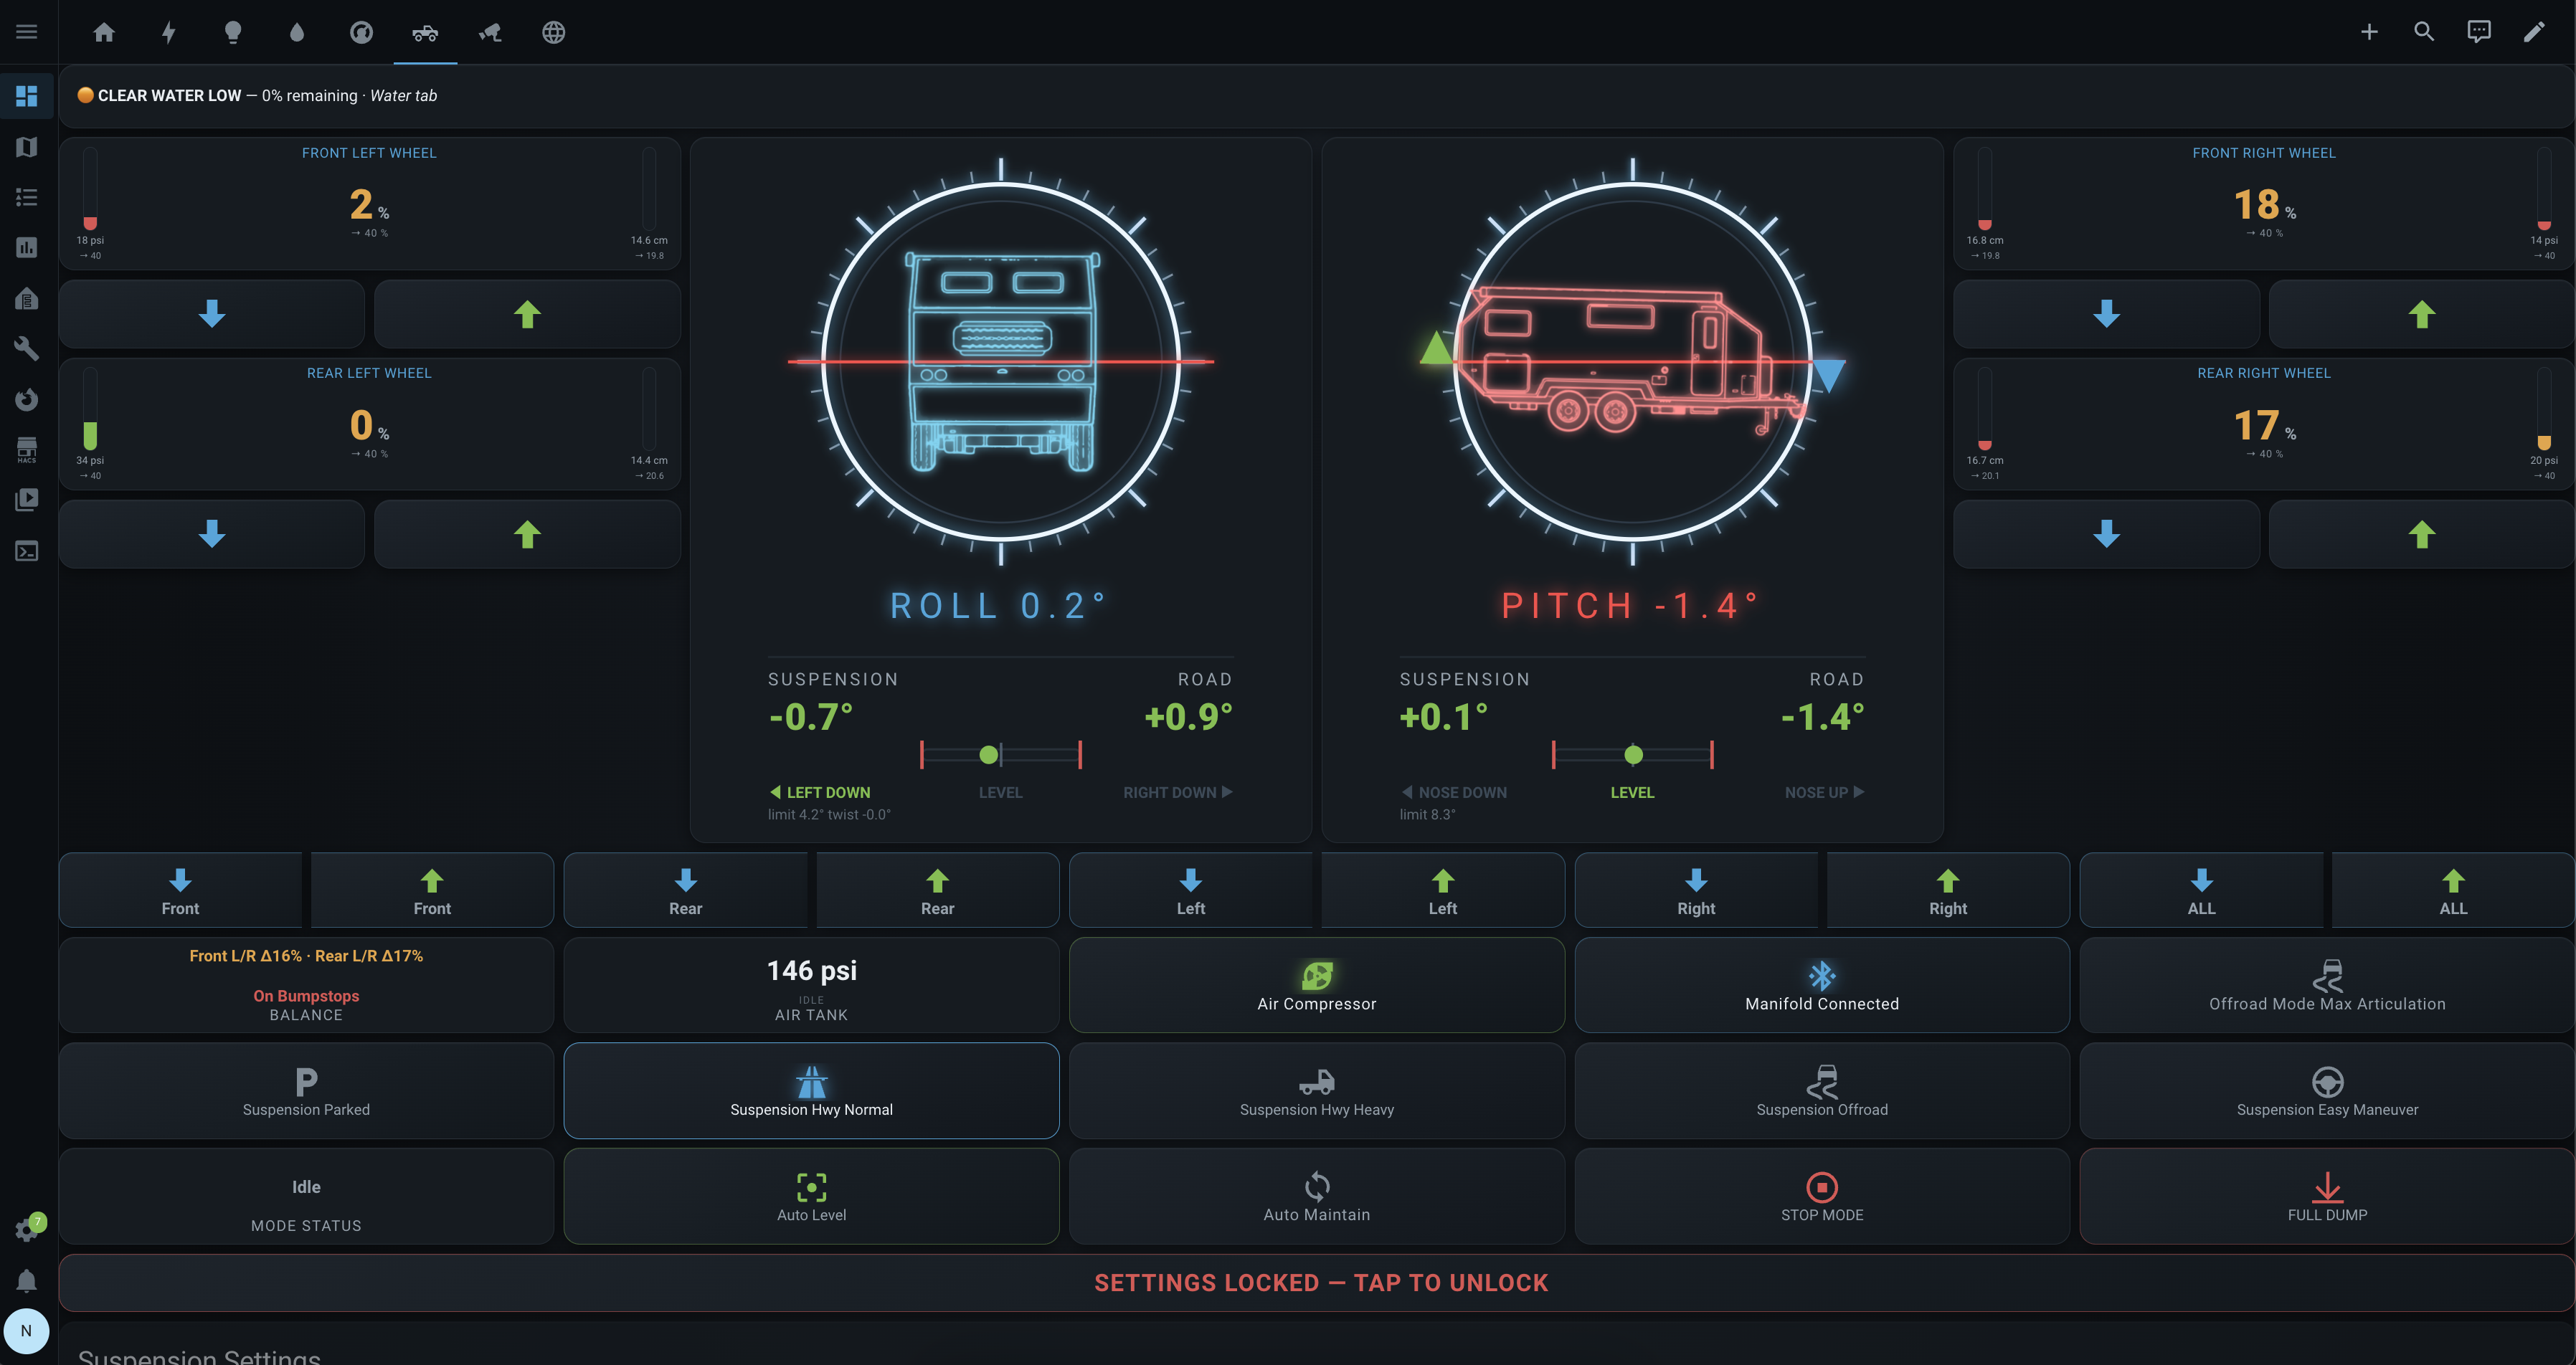 CLEAR WATER LOW — 0% remaining · Water tab
FRONT LEFT WHEEL
2 %
→ 40 %
18 psi
→ 40
14.6 cm
→ 19.8
REAR LEFT WHEEL
0 %
→ 40 %
34 psi
→ 40
14.4 cm
→ 20.6
ROLL 0.2°
SUSPENSION
ROAD
-0.7°
+0.9°
LEFT DOWN
LEVEL
RIGHT DOWN
limit 4.2° twist -0.0°
PITCH -1.4°
SUSPENSION
ROAD
+0.1°
-1.4°
NOSE DOWN
LEVEL
NOSE UP
limit 8.3°
FRONT RIGHT WHEEL
18 %
→ 40 %
16.8 cm
→ 19.8
14 psi
→ 40
REAR RIGHT WHEEL
17 %
→ 40 %
16.7 cm
→ 20.1
20 psi
→ 40
Front
Front
Rear
Rear
Left
Left
Right
Right
ALL
ALL
Front L/R Δ16% · Rear L/R Δ17%
On Bumpstops
BALANCE
146 psi
IDLE
AIR TANK
Air Compressor
Manifold Connected
Offroad Mode Max Articulation
P
Suspension Parked
Suspension Hwy Normal
Suspension Hwy Heavy
Suspension Offroad
Suspension Easy Maneuver
Idle
MODE STATUS
Auto Level
Auto Maintain
STOP MODE
FULL DUMP
SETTINGS LOCKED — TAP TO UNLOCK
Suspension Settings
HACS
7
N